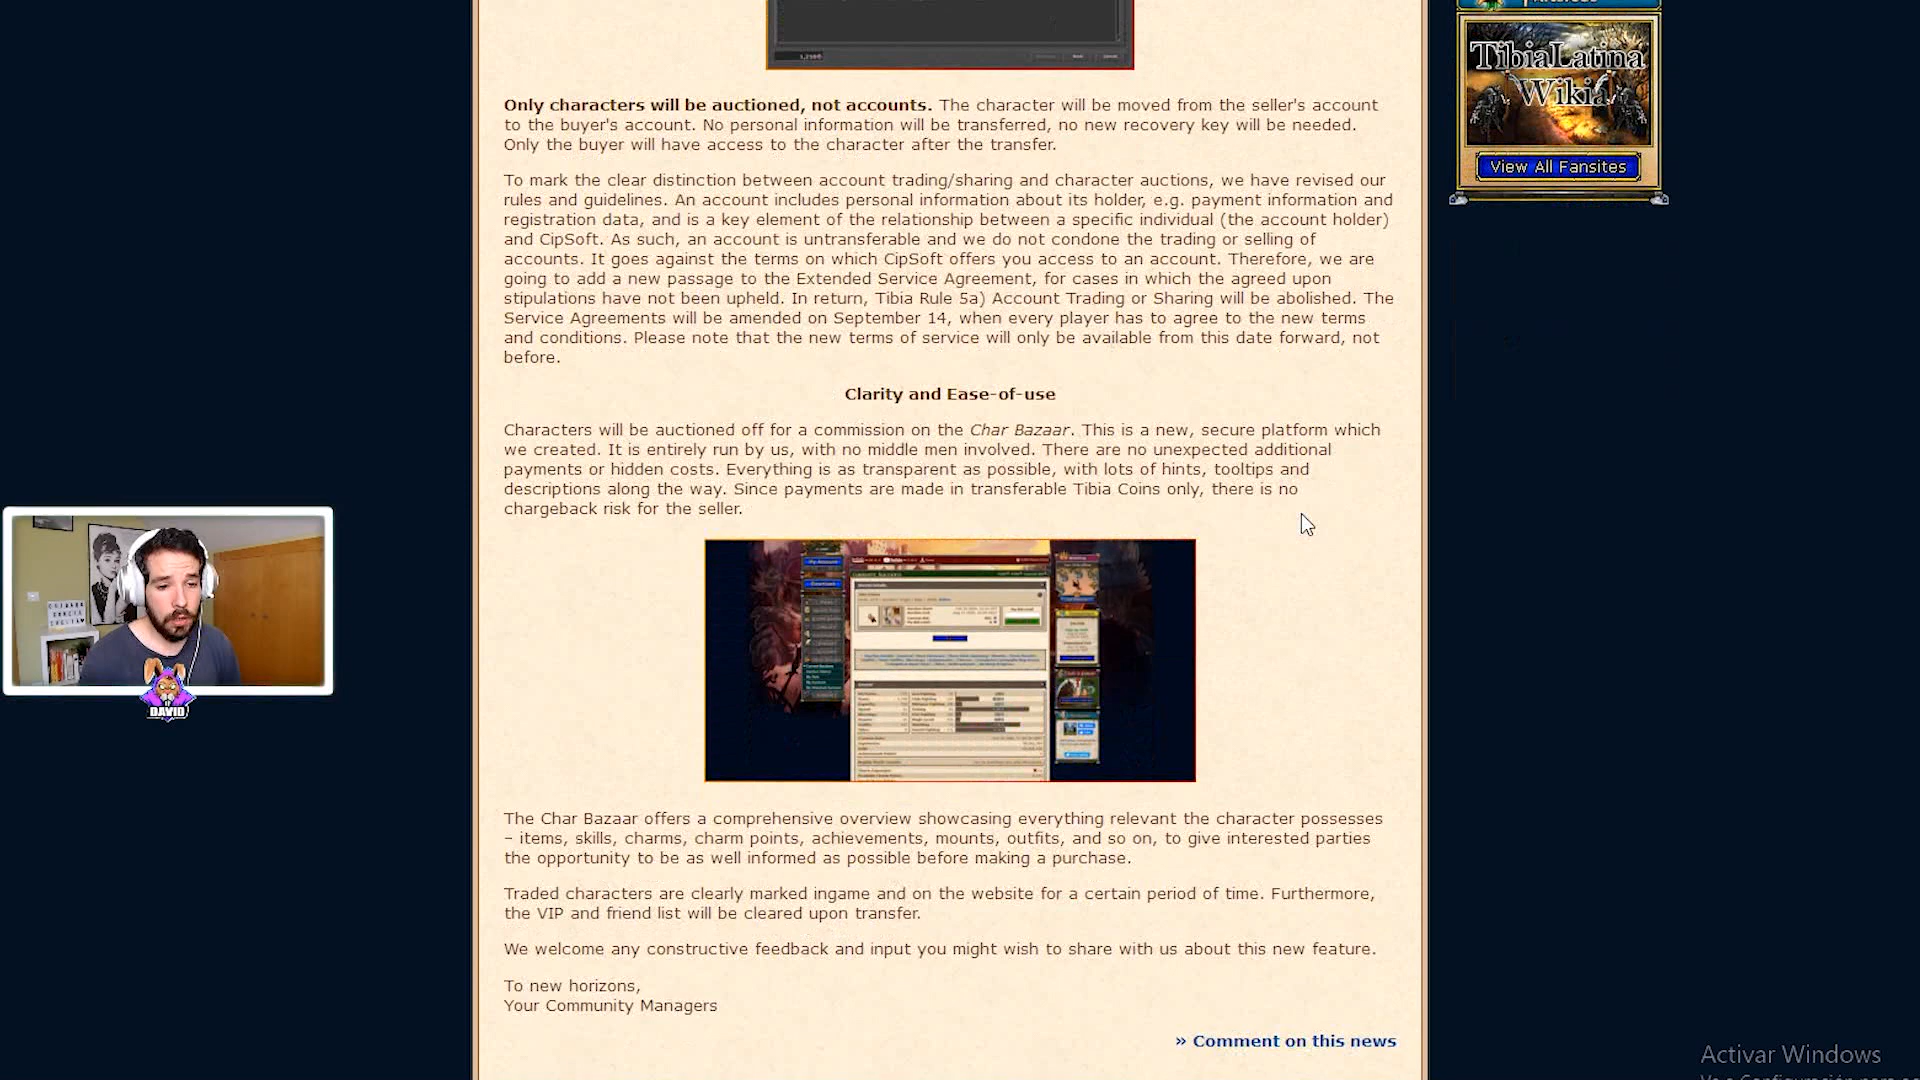 TibiaLatina
Wikia
View All Fansites
Only characters will be auctioned, not accounts. The character will be moved from the seller's account
to the buyer's account. No personal information will be transferred, no new recovery key will be needed.
Only the buyer will have access to the character after the transfer.
To mark the clear distinction between account trading/sharing and character auctions, we have revised our
rules and guidelines. An account includes personal information about its holder, e.g. payment information and
registration data, and is a key element of the relationship between a specific individual (the account holder)
and CipSoft. As such, an account is untransferable and we do not condone the trading or selling of
accounts. It goes against the terms on which CipSoft offers you access to an account. Therefore, we are
going to add a new passage to the Extended Service Agreement, for cases in which the agreed upon
stipulations have not been upheld. In return, Tibia Rule 5a) Account Trading or Sharing will be abolished. The
Service Agreements will be amended on September 14, when every player has to agree to the new terms
and conditions. Please note that the new terms of service will only be available from this date forward, not
before.
Clarity and Ease-of-use
Characters will be auctioned off for a commission on the Char Bazaar. This is a new, secure platform which
we created. It is entirely run by us, with no middle men involved. There are no unexpected additional
payments or hidden costs. Everything is as transparent as possible, with lots of hints, tooltips and
descriptions along the way. Since payments are made in transferable Tibia Coins only, there is no
chargeback risk for the seller.
DAVID
The Char Bazaar offers a comprehensive overview showcasing everything relevant the character possesses
– items, skills, charms, charm points, achievements, mounts, outfits, and so on, to give interested parties
the opportunity to be as well informed as possible before making a purchase.
Traded characters are clearly marked ingame and on the website for a certain period of time. Furthermore,
the VIP and friend list will be cleared upon transfer.
We welcome any constructive feedback and input you might wish to share with us about this new feature.
To new horizons,
Your Community Managers
» Comment on this news
Activar Windows